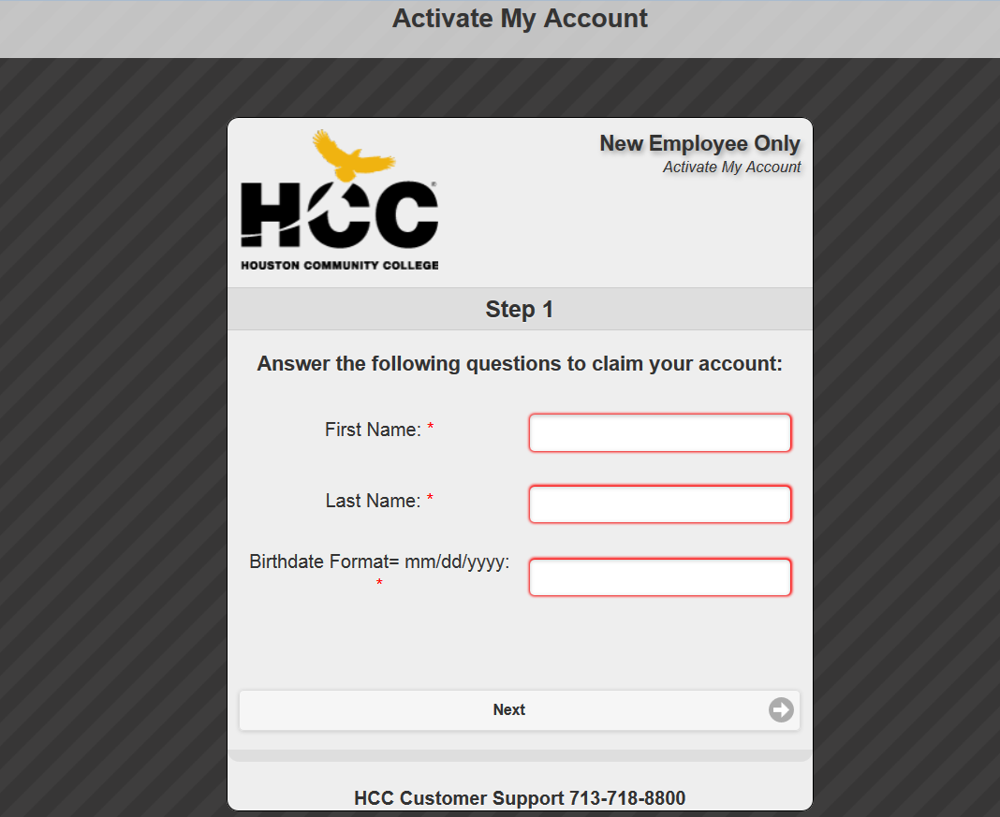 Activate My Account
New Employee Only
Activate My Account
HCC®
HOUSTON COMMUNITY COLLEGE
Step 1
Answer the following questions to claim your account:
First Name: *
Last Name: *
Birthdate Format= mm/dd/yyyy:
*
Next
HCC Customer Support 713-718-8800